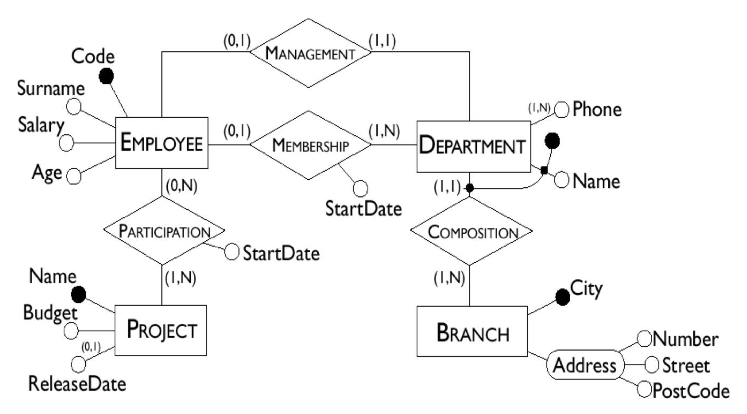 (0,1) MANAGEMENT (1,1)
Code
Surname
Salary
Age
EMPLOYEE
(0,1) MEMBERSHIP (1,N)
StartDate
DEPARTMENT
(1,N) Phone
Name
(0,N)
PARTICIPATION
StartDate
(1,N)
(1,1)
COMPOSITION
(1,N)
Name
Budget
(0,1)
ReleaseDate
PROJECT
BRANCH
City
Address
Number
Street
PostCode